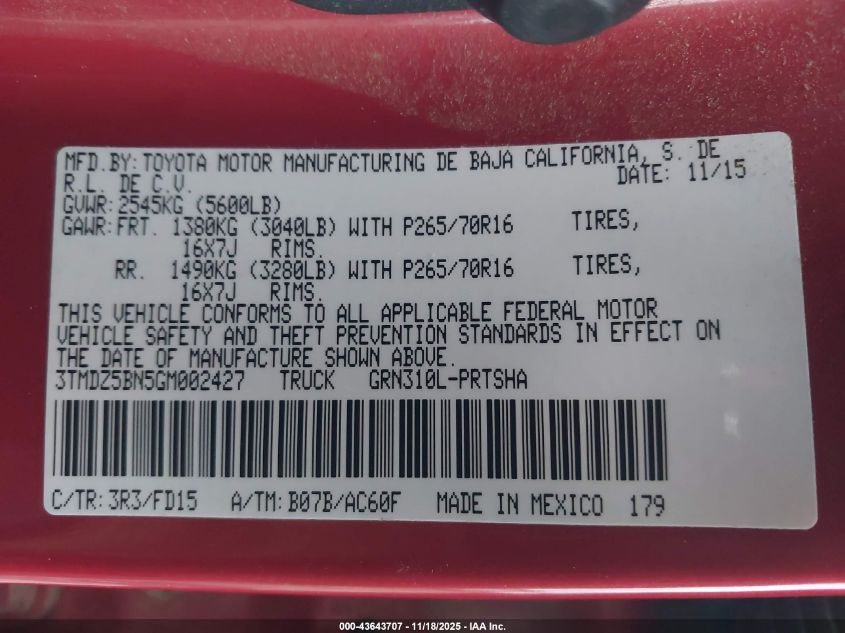 MFD.BY: TOYOTA MOTOR MANUFACTURING DE BAJA CALIFORNIA, S. DE
R.L. DE C.V. DATE: 11/15
GVWR: 2545KG (5600LB)
GAWR: FRT. 1380KG (3040LB) WITH P265/70R16 TIRES,
16X7J RIMS.
RR. 1490KG (3280LB) WITH P265/70R16 TIRES,
16X7J RIMS.
THIS VEHICLE CONFORMS TO ALL APPLICABLE FEDERAL MOTOR
VEHICLE SAFETY AND THEFT PREVENTION STANDARDS IN EFFECT ON
THE DATE OF MANUFACTURE SHOWN ABOVE.
3TMDZ5BN5GM002427 TRUCK GRN310L-PRTSHA
C/TR: 3R3/FD15 A/TM: B07B/AC60F MADE IN MEXICO 179
000-43643707 - 11/18/2025 - IAA Inc.